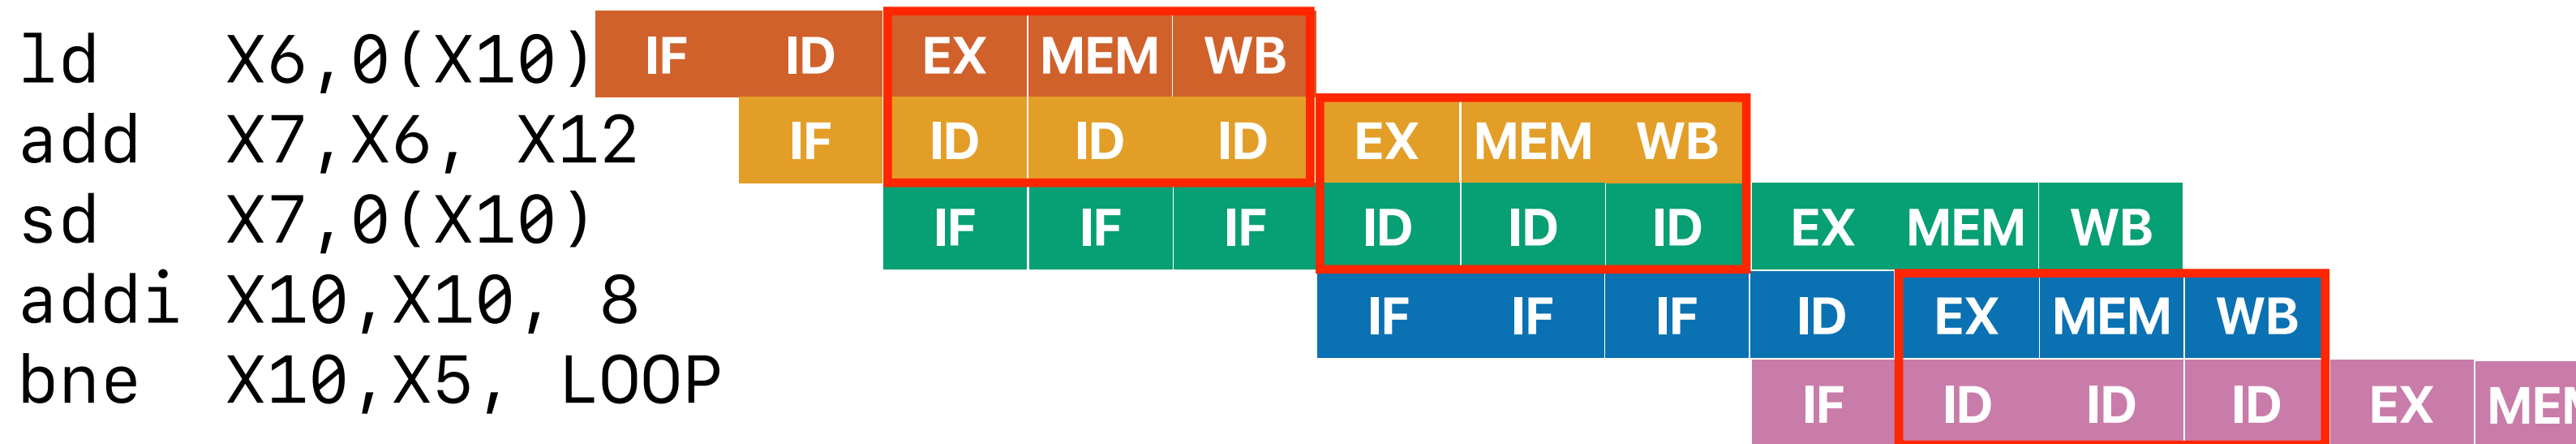 ld X6,0(X10) IF ID EX MEM WB
add X7,X6, X12 IF ID ID ID EX MEM WB
sd X7,0(X10) IF IF IF ID ID ID EX MEM WB
addi X10,X10, 8 IF IF IF ID EX MEM WB
bne X10,X5, LOOP IF ID ID ID EX MEM